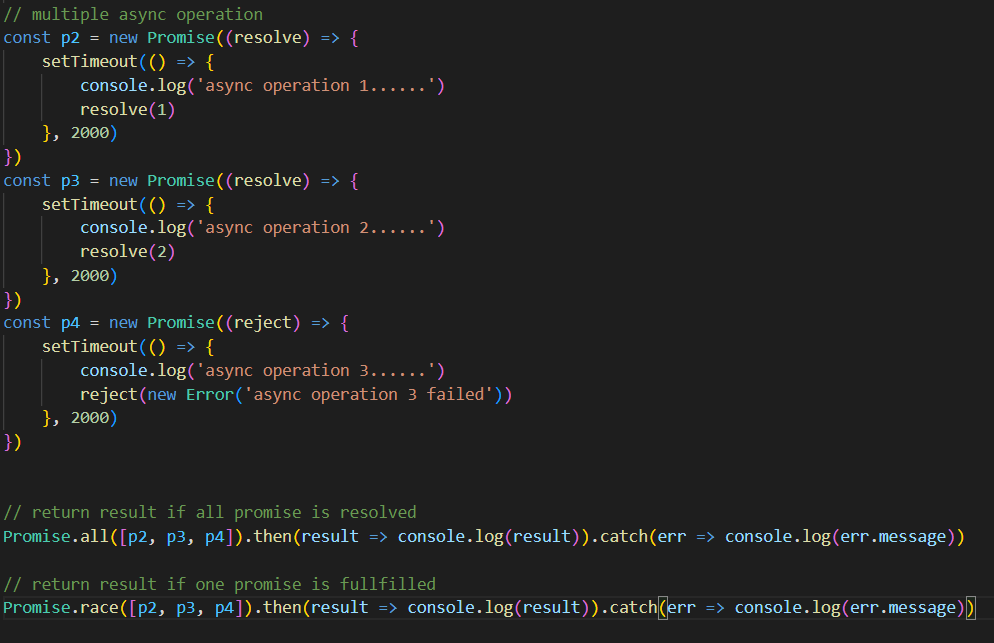 // multiple async operation
const p2 = new Promise((resolve) => {
    setTimeout(() => {
        console.log('async operation 1......')
        resolve(1)
    }, 2000)
})
const p3 = new Promise((resolve) => {
    setTimeout(() => {
        console.log('async operation 2......')
        resolve(2)
    }, 2000)
})
const p4 = new Promise((reject) => {
    setTimeout(() => {
        console.log('async operation 3......')
        reject(new Error('async operation 3 failed'))
    }, 2000)
})
// return result if all promise is resolved
Promise.all([p2, p3, p4]).then(result => console.log(result)).catch(err => console.log(err.message))
// return result if one promise is fullfilled
Promise.race([p2, p3, p4]).then(result => console.log(result)).catch(err => console.log(err.message))